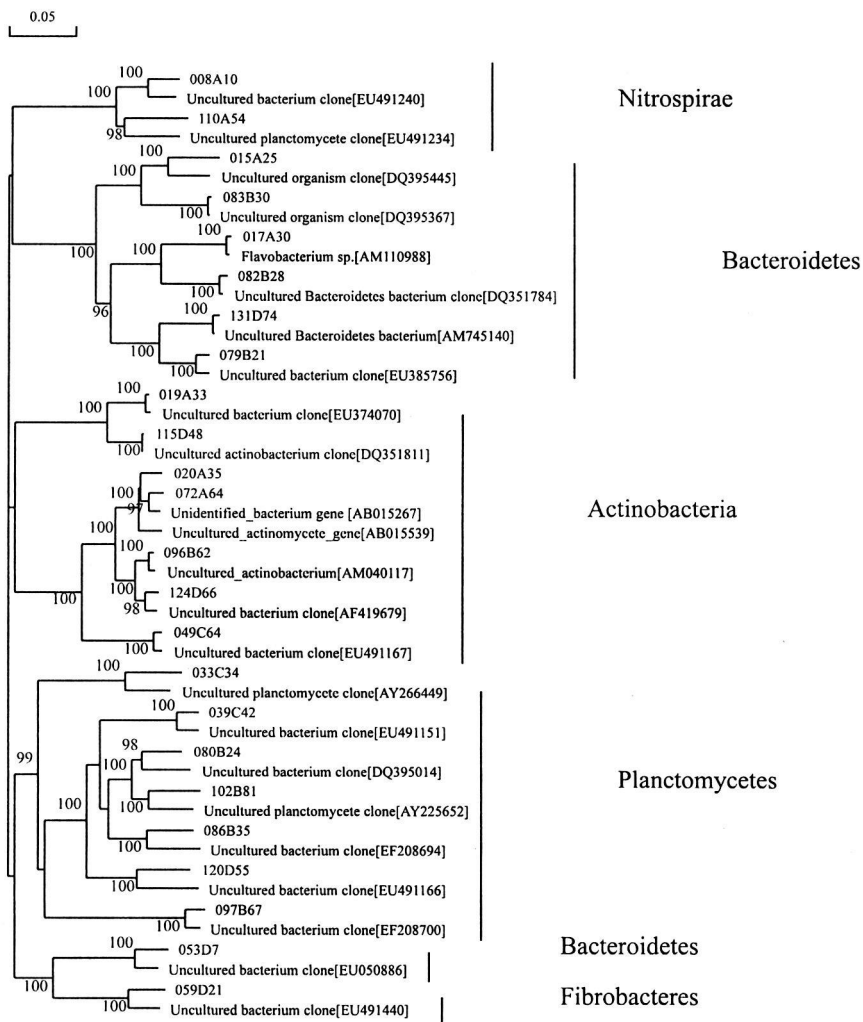 0.05
100
008A10
100
Uncultured bacterium clone[EU491240]
Nitrospirae
110A54
98
Uncultured planctomycete clone[EU491234]
100
015A25
100
Uncultured organism clone[DQ395445]
083B30
100
Uncultured organism clone[DQ395367]
100
017A30
100
100
Flavobacterium sp.[AM110988]
Bacteroidetes
082B28
100
Uncultured Bacteroidetes bacterium clone[DQ351784]
96
100
131D74
Uncultured Bacteroidetes bacterium[AM745140]
100
079B21
100
Uncultured bacterium clone[EU385756]
100
019A33
100
Uncultured bacterium clone[EU374070]
115D48
100
Uncultured actinobacterium clone[DQ351811]
020A35
100
072A64
97
Unidentified_bacterium gene [AB015267]
Actinobacteria
100
Uncultured_actinomycete_gene[AB015539]
100
096B62
Uncultured_actinobacterium[AM040117]
100
124D66
100
98
Uncultured bacterium clone[AF419679]
049C64
100
Uncultured bacterium clone[EU491167]
100
033C34
Uncultured planctomycete clone[AY266449]
100
039C42
Uncultured bacterium clone[EU491151]
99
98
080B24
Uncultured bacterium clone[DQ395014]
Planctomycetes
100
102B81
100
Uncultured planctomycete clone[AY225652]
086B35
100
Uncultured bacterium clone[EF208694]
120D55
100
Uncultured bacterium clone[EU491166]
097B67
100
Uncultured bacterium clone[EF208700]
100
053D7
Bacteroidetes
Uncultured bacterium clone[EU050886]
100
100
059D21
Fibrobacteres
Uncultured bacterium clone[EU491440]